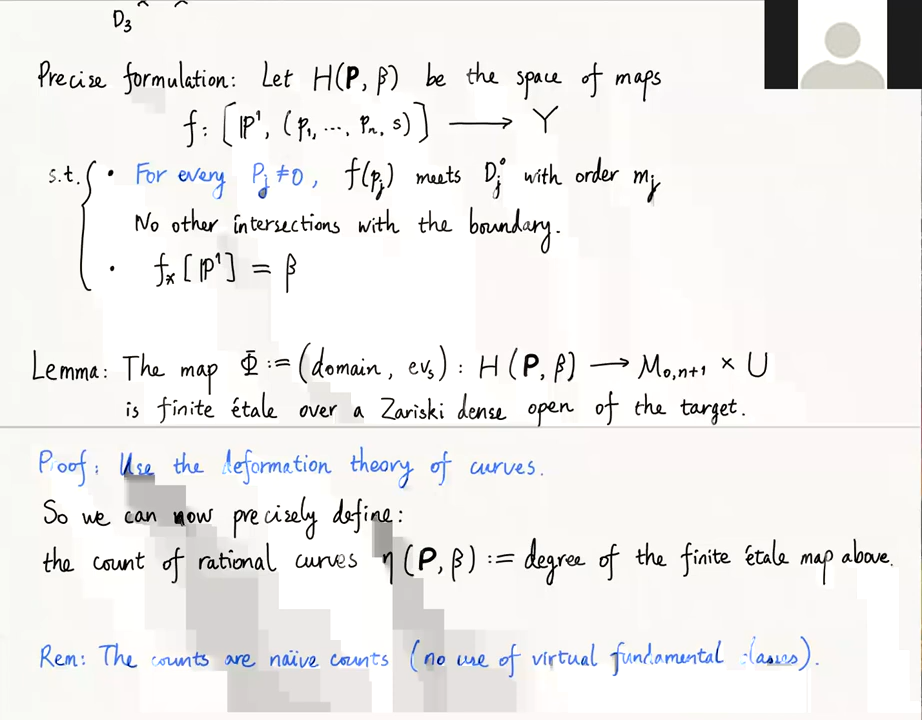 D₃
Precise formulation: Let H(P, β) be the space of maps
f: [ℙ¹, (p₁, ..., pₙ, s)] ⟶ Y
s.t. { • For every Pⱼ ≠ 0, f(pⱼ) meets Dⱼ° with order mⱼ
No other intersections with the boundary.
• f_*[ℙ¹] = β
Lemma: The map Φ := (domain, evₛ) : H(P, β) ⟶ M₀,ₙ₊₁ × U
is finite étale over a Zariski dense open of the target.
Proof: Use the deformation theory of curves.
So we can now precisely define:
the count of rational curves η(P, β) := degree of the finite étale map above.
Rem: The counts are naïve counts (no use of virtual fundamental classes).